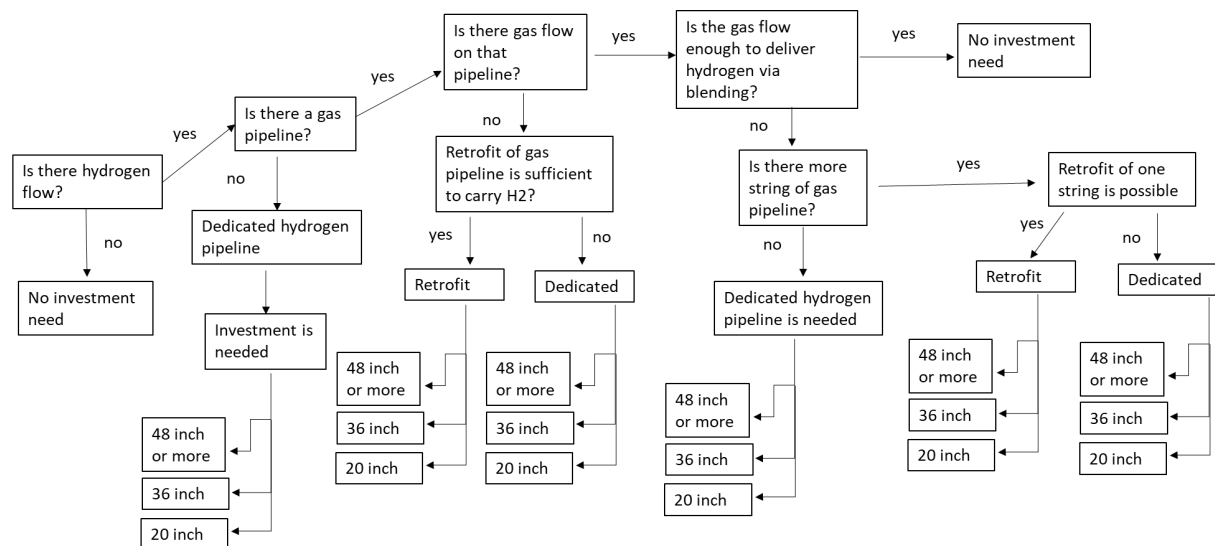 Is there hydrogen
flow?
yes
no
No investment
need
Is there a gas
pipeline?
yes
no
Dedicated hydrogen
pipeline
Investment is
needed
48 inch
or more
36 inch
20 inch
Is there gas flow
on that
pipeline?
yes
no
Retrofit of gas
pipeline is sufficient
to carry H2?
yes
no
Retrofit
Dedicated
48 inch
or more
36 inch
20 inch
48 inch
or more
36 inch
20 inch
Is the gas flow
enough to deliver
hydrogen via
blending?
yes
no
No investment
need
Is there more
string of gas
pipeline?
yes
no
Dedicated hydrogen
pipeline is needed
48 inch
or more
36 inch
20 inch
Retrofit of one
string is possible
yes
no
Retrofit
Dedicated
48 inch
or more
36 inch
20 inch
48 inch
or more
36 inch
20 inch